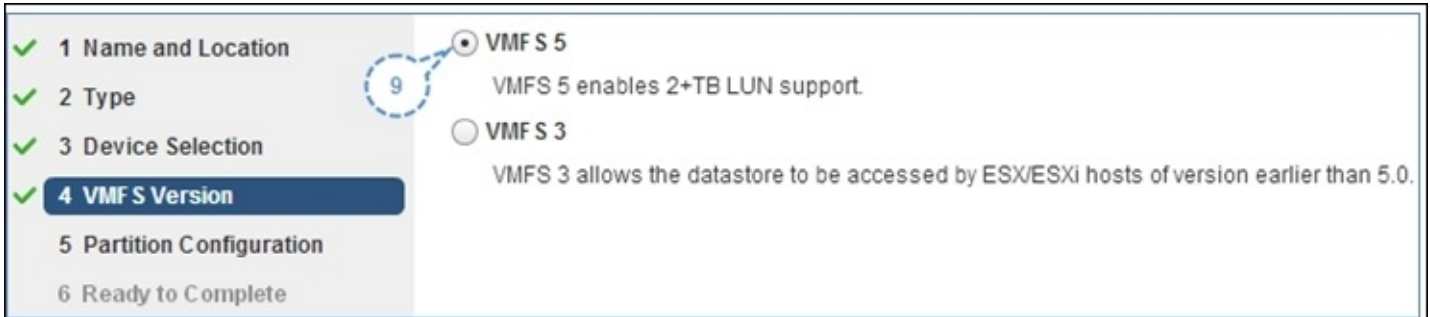 1 Name and Location
2 Type
3 Device Selection
4 VMFS Version
5 Partition Configuration
6 Ready to Complete
9
VMFS 5
VMFS 5 enables 2+TB LUN support.
VMFS 3
VMFS 3 allows the datastore to be accessed by ESX/ESXi hosts of version earlier than 5.0.